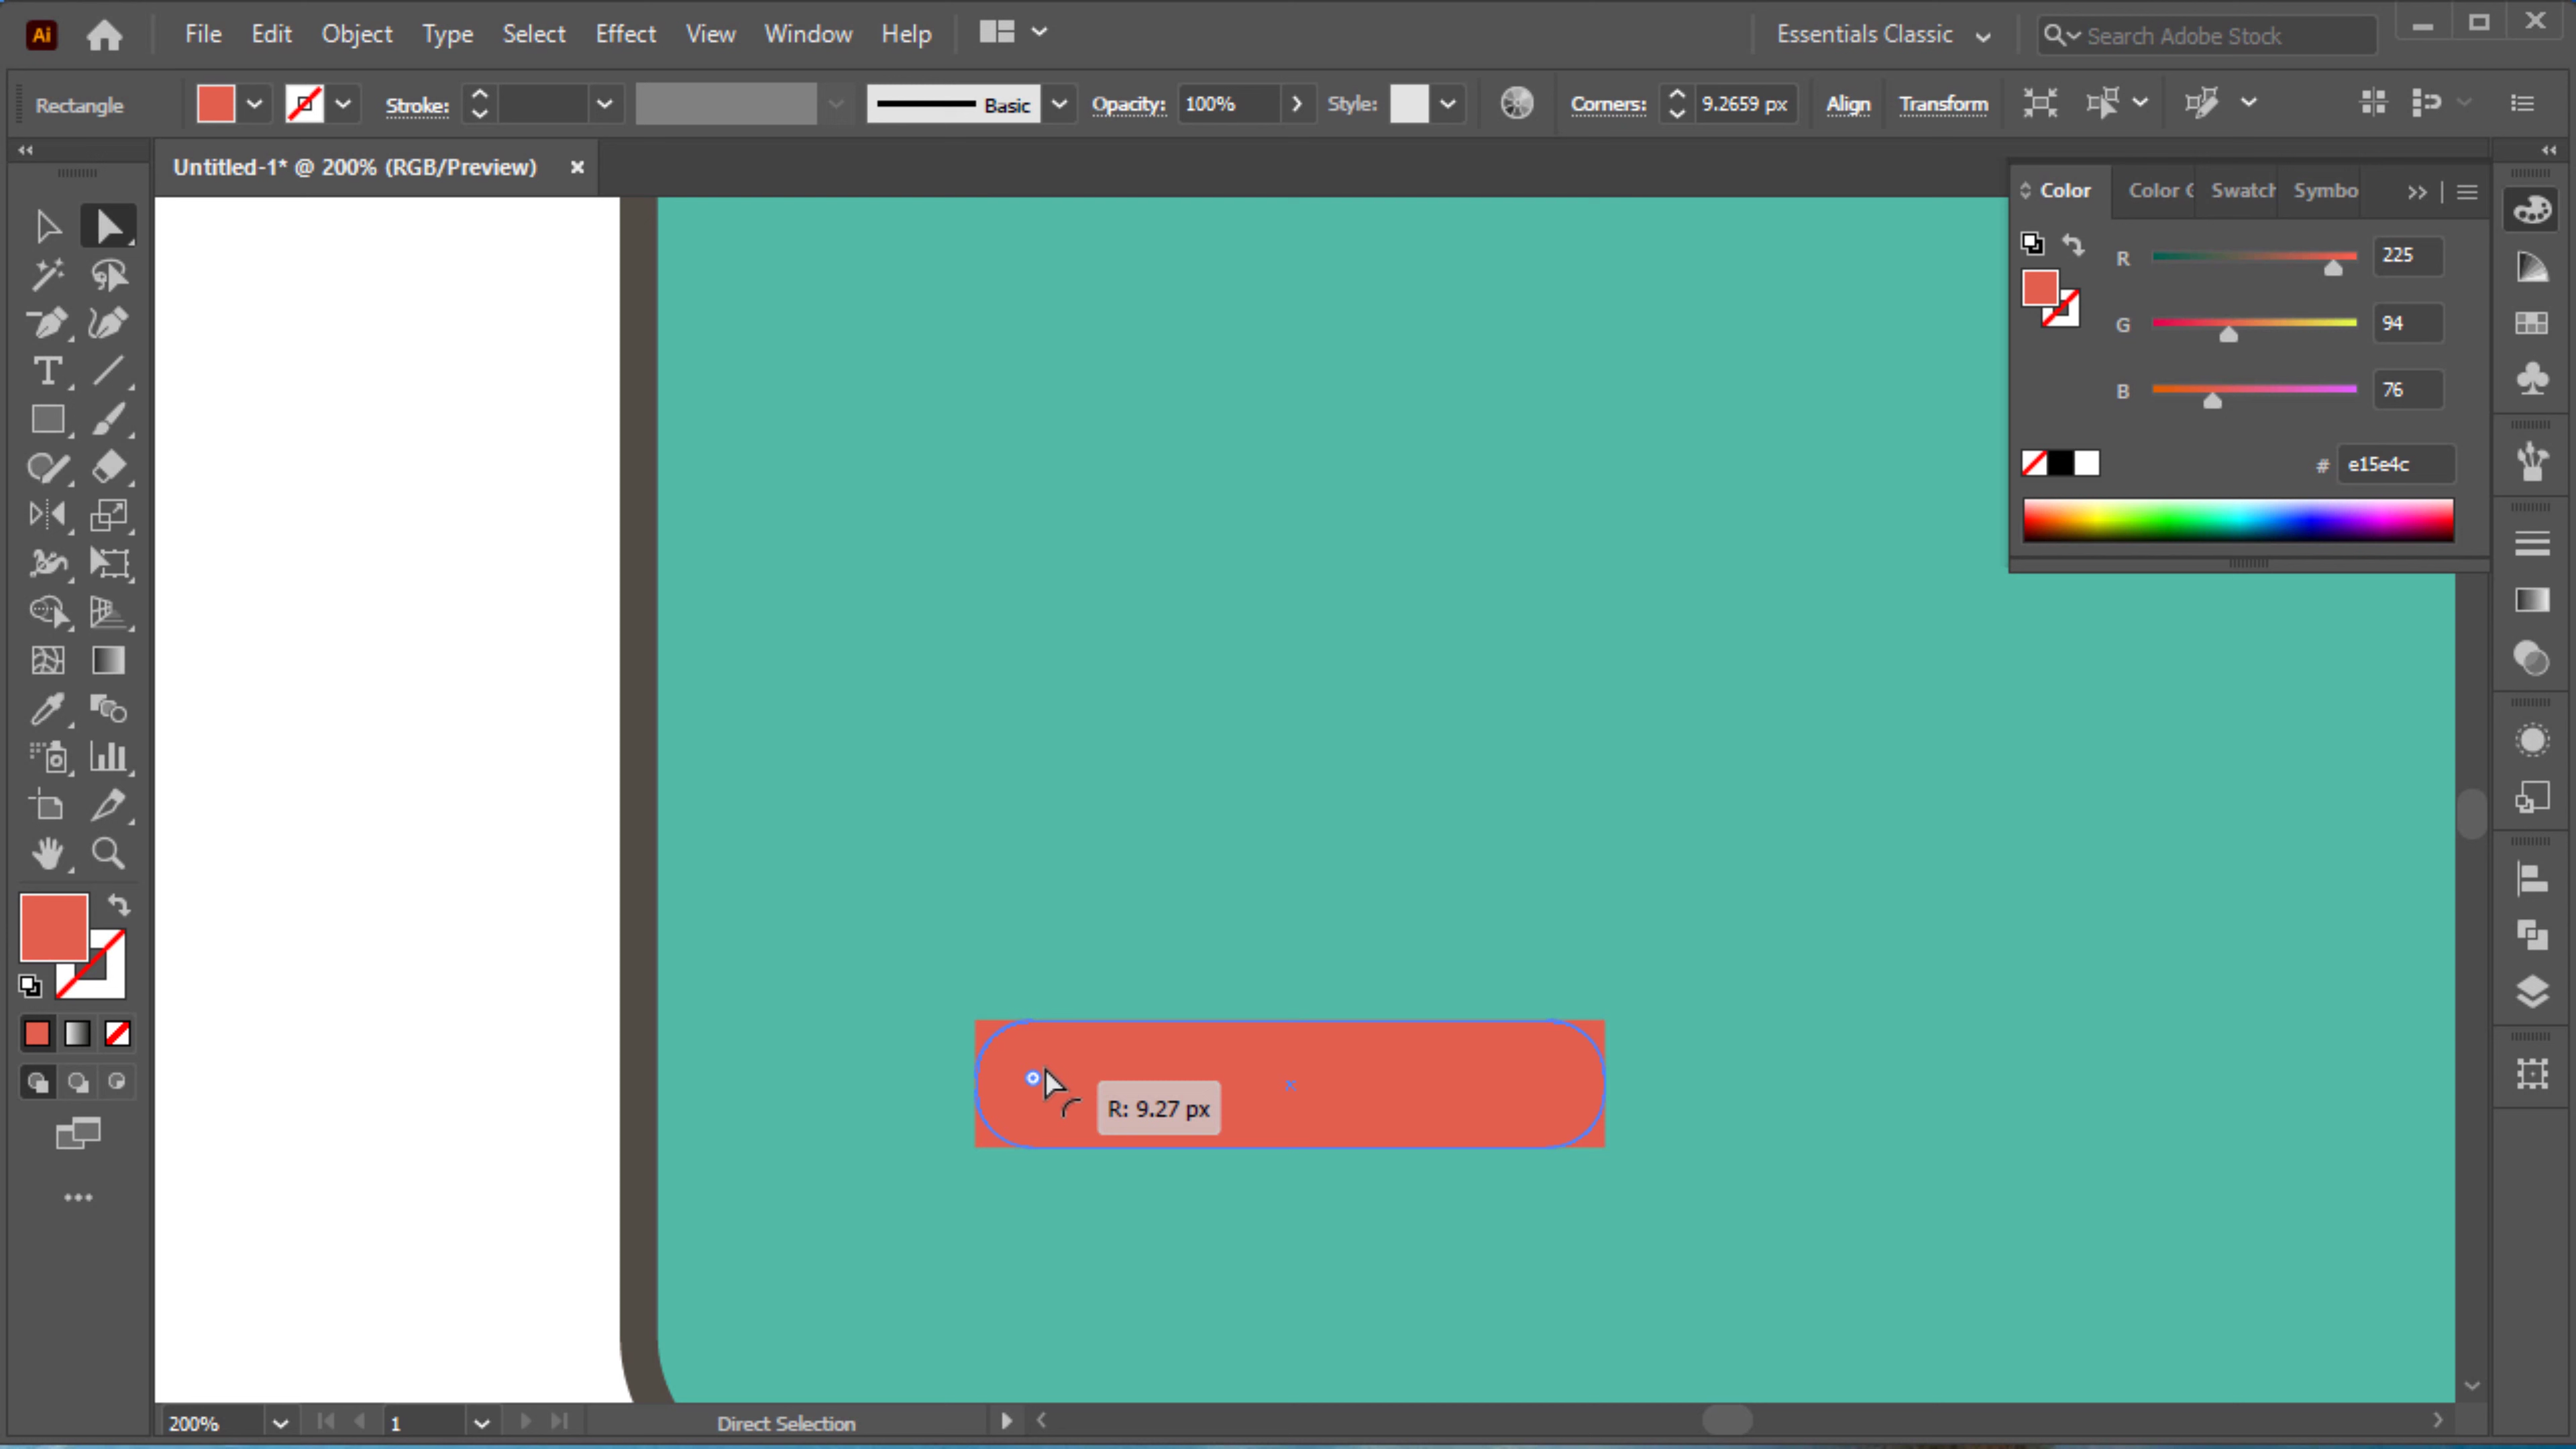 Ai File Edit Object Type Select Effect View Window Help Essentials Classic Search Adobe Stock
Rectangle Stroke: Basic Opacity: 100% Style: Corners: 9.2659 px Align Transform
Untitled-1* @ 200% (RGB/Preview)
Color Color G Swatch Symbo
R 225
G 94
B 76
# e15e4c
R: 9.27 px
200% 1 Direct Selection